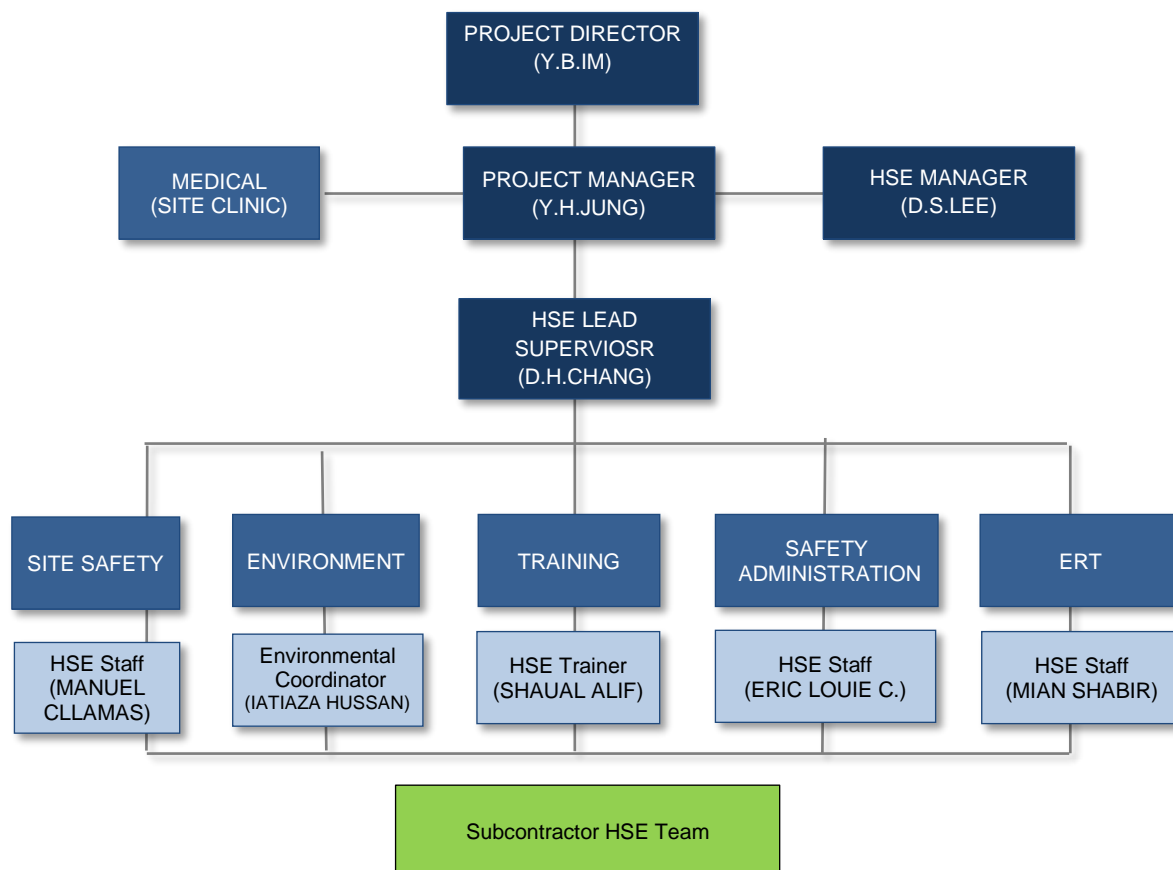 PROJECT DIRECTOR
(Y.B.IM)
MEDICAL
(SITE CLINIC)
PROJECT MANAGER
(Y.H.JUNG)
HSE MANAGER
(D.S.LEE)
HSE LEAD
SUPERVIOSR
(D.H.CHANG)
SITE SAFETY
ENVIRONMENT
TRAINING
SAFETY
ADMINISTRATION
ERT
HSE Staff
(MANUEL
CLLAMAS)
Environmental
Coordinator
(IATIAZA HUSSAN)
HSE Trainer
(SHAUAL ALIF)
HSE Staff
(ERIC LOUIE C.)
HSE Staff
(MIAN SHABIR)
Subcontractor HSE Team